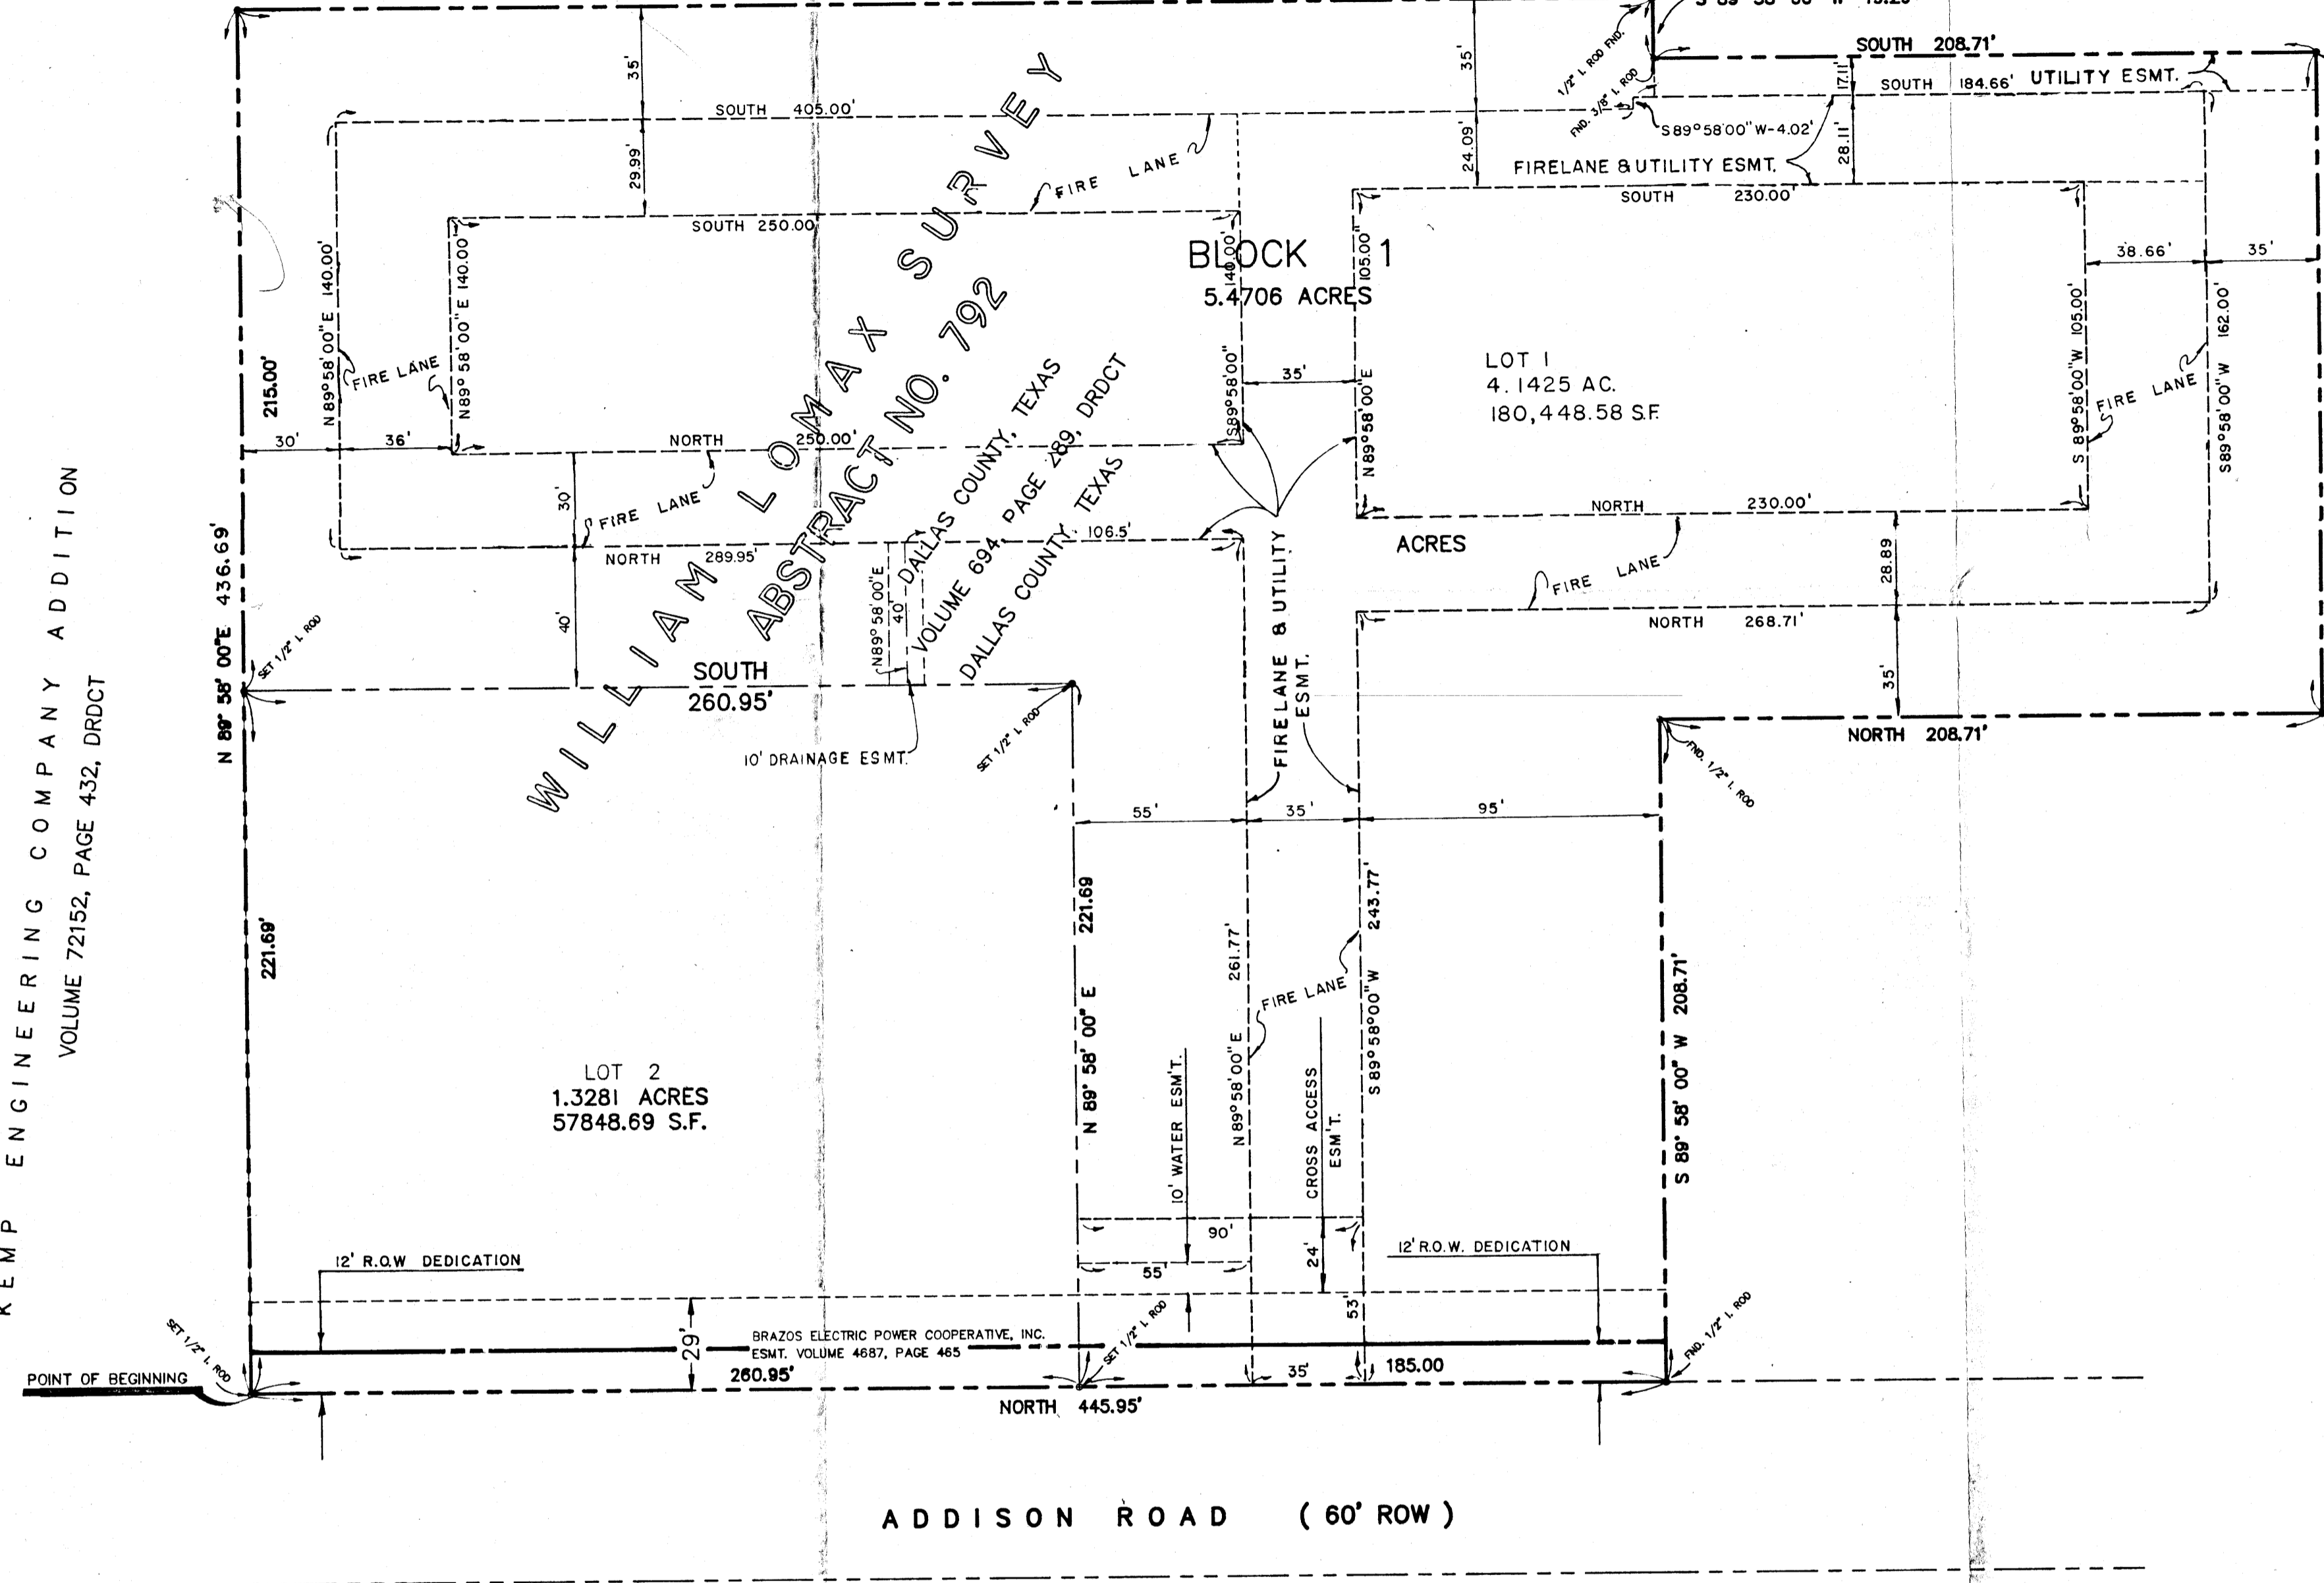 SOUTH 208.71'
17.11'
SOUTH 184.66'
UTILITY ESMT.
1/2" I. ROD FND.
FND. 3/8" I. ROD
S89°58'00"W-4.02'
35'
35'
SOUTH 405.00'
24.09'
28.11'
FIRELANE & UTILITY ESMT.
29.99'
FIRE LANE
SOUTH 230.00'
SOUTH 250.00'
WILLIAM LOMAX SURVEY
ABSTRACT NO. 792
DALLAS COUNTY, TEXAS
VOLUME 694, PAGE 289, DRDCT
DALLAS COUNTY, TEXAS
BLOCK 1
5.4706 ACRES
140.00'
S89°58'00"
105.00'
N89°58'00"E
38.66'
35'
N89°58'00"E 140.00'
N89°58'00"E 140.00'
FIRE LANE
215.00'
35'
LOT 1
4.1425 AC.
180,448.58 S.F.
S 89°58'00"W 105.00'
S89°58'00"W 162.00'
FIRE LANE
30'
36'
NORTH 250.00'
30'
FIRE LANE
NORTH 230.00'
106.5'
ACRES
28.89
FIRE LANE
NORTH 289.95'
N89°58'00"E
40'
40'
NORTH 268.71'
FIRELANE & UTILITY
ESMT.
N 89° 58' 00"E 436.69'
SET 1/2" I. ROD
SOUTH
260.95'
35'
10' DRAINAGE ESMT.
SET 1/2" I. ROD
NORTH 208.71'
FND. 1/2" I. ROD
KEMP ENGINEERING COMPANY ADDITION
VOLUME 72152, PAGE 432, DRDCT
55'
35'
95'
221.69'
N 89° 58' 00" E 221.69
N89°58'00"E 261.77'
S 89°58'00"W 243.77'
FIRE LANE
S 89° 58' 00" W 208.71'
LOT 2
1.3281 ACRES
57848.69 S.F.
10' WATER ESM'T.
CROSS ACCESS
ESM'T.
90'
24'
55'
53'
12' R.O.W DEDICATION
12' R.O.W. DEDICATION
SET 1/2" I. ROD
29'
BRAZOS ELECTRIC POWER COOPERATIVE, INC.
ESMT. VOLUME 4687, PAGE 465
SET 1/2" I. ROD
FND. 1/2" I. ROD
POINT OF BEGINNING
260.95'
35'
185.00
NORTH 445.95'
ADDISON ROAD (60' ROW)